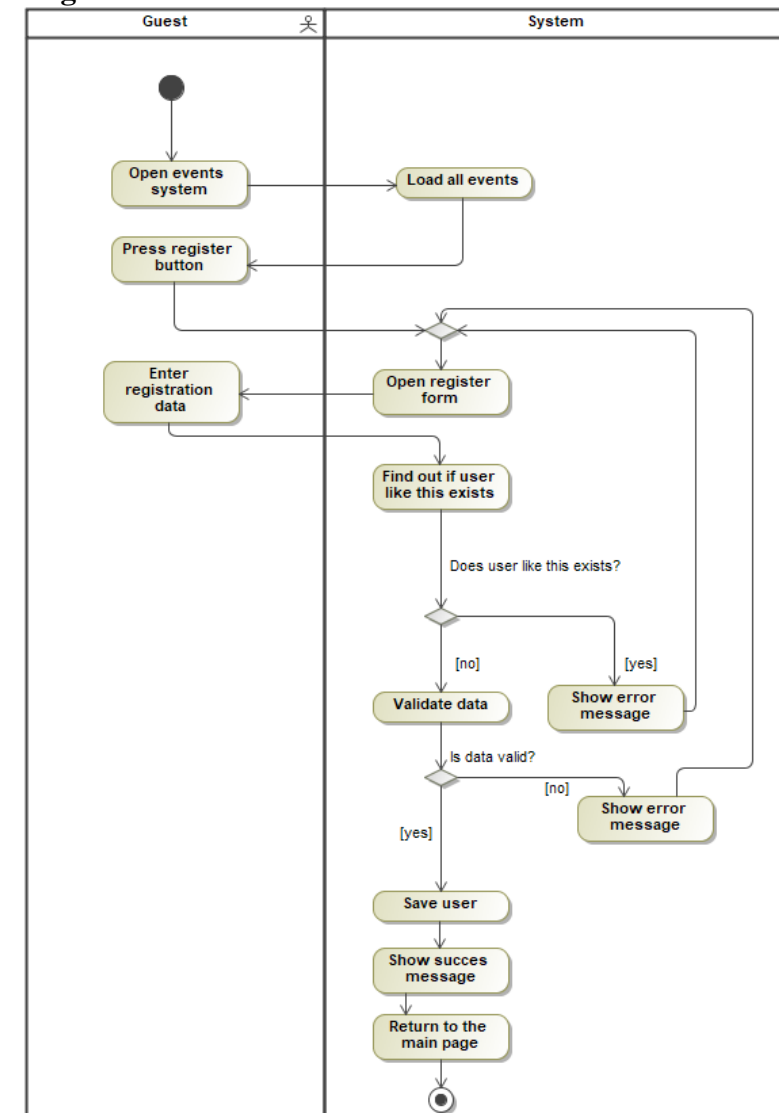 Guest
System
Open events
system
Load all events
Press register
button
Enter
registration
data
Open register
form
Find out if user
like this exists
Does user like this exists?
[no]
[yes]
Validate data
Show error
message
Is data valid?
[no]
Show error
message
[yes]
Save user
Show succes
message
Return to the
main page